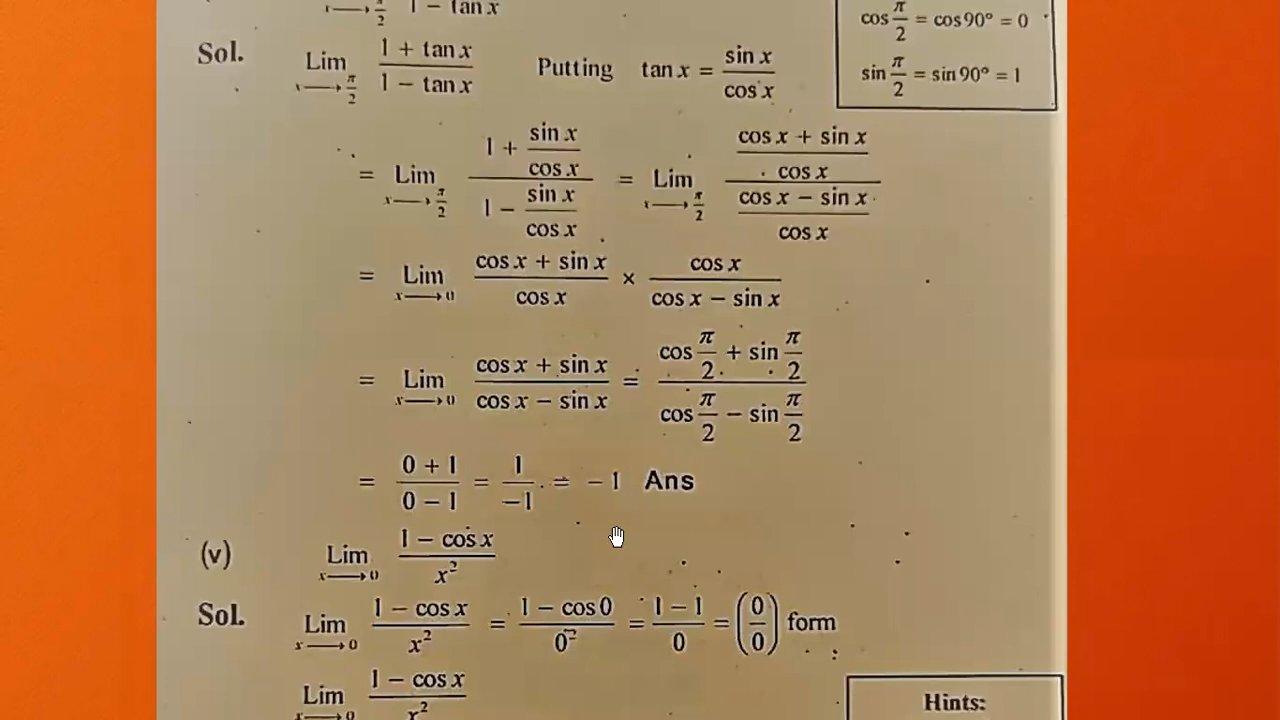 Lim x→π/2 1 − tan x
cos π/2 = cos 90° = 0
sin π/2 = sin 90° = 1
Sol. Lim x→π/2 (1 + tan x)/(1 − tan x) Putting tan x = sin x/cos x
= Lim x→π/2 (1 + sin x/cos x)/(1 − sin x/cos x) = Lim x→π/2 ((cos x + sin x)/cos x)/((cos x − sin x)/cos x)
= Lim x→0 (cos x + sin x)/cos x × cos x/(cos x − sin x)
= Lim x→0 (cos x + sin x)/(cos x − sin x) = (cos π/2 + sin π/2)/(cos π/2 − sin π/2)
= (0 + 1)/(0 − 1) = 1/−1 = − 1 Ans
(v) Lim x→0 (1 − cos x)/x²
Sol. Lim x→0 (1 − cos x)/x² = (1 − cos 0)/0² = (1 − 1)/0 = (0/0) form
Lim x→0 (1 − cos x)/x²
Hints: